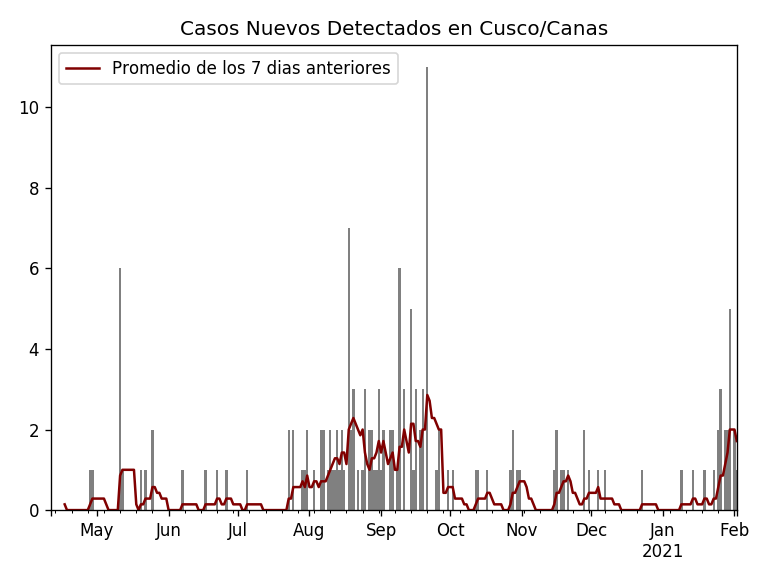 Casos Nuevos Detectados en Cusco/Canas
Promedio de los 7 dias anteriores
10
8
6
4
2
0
May Jun Jul Aug Sep Oct Nov Dec Jan Feb
2021